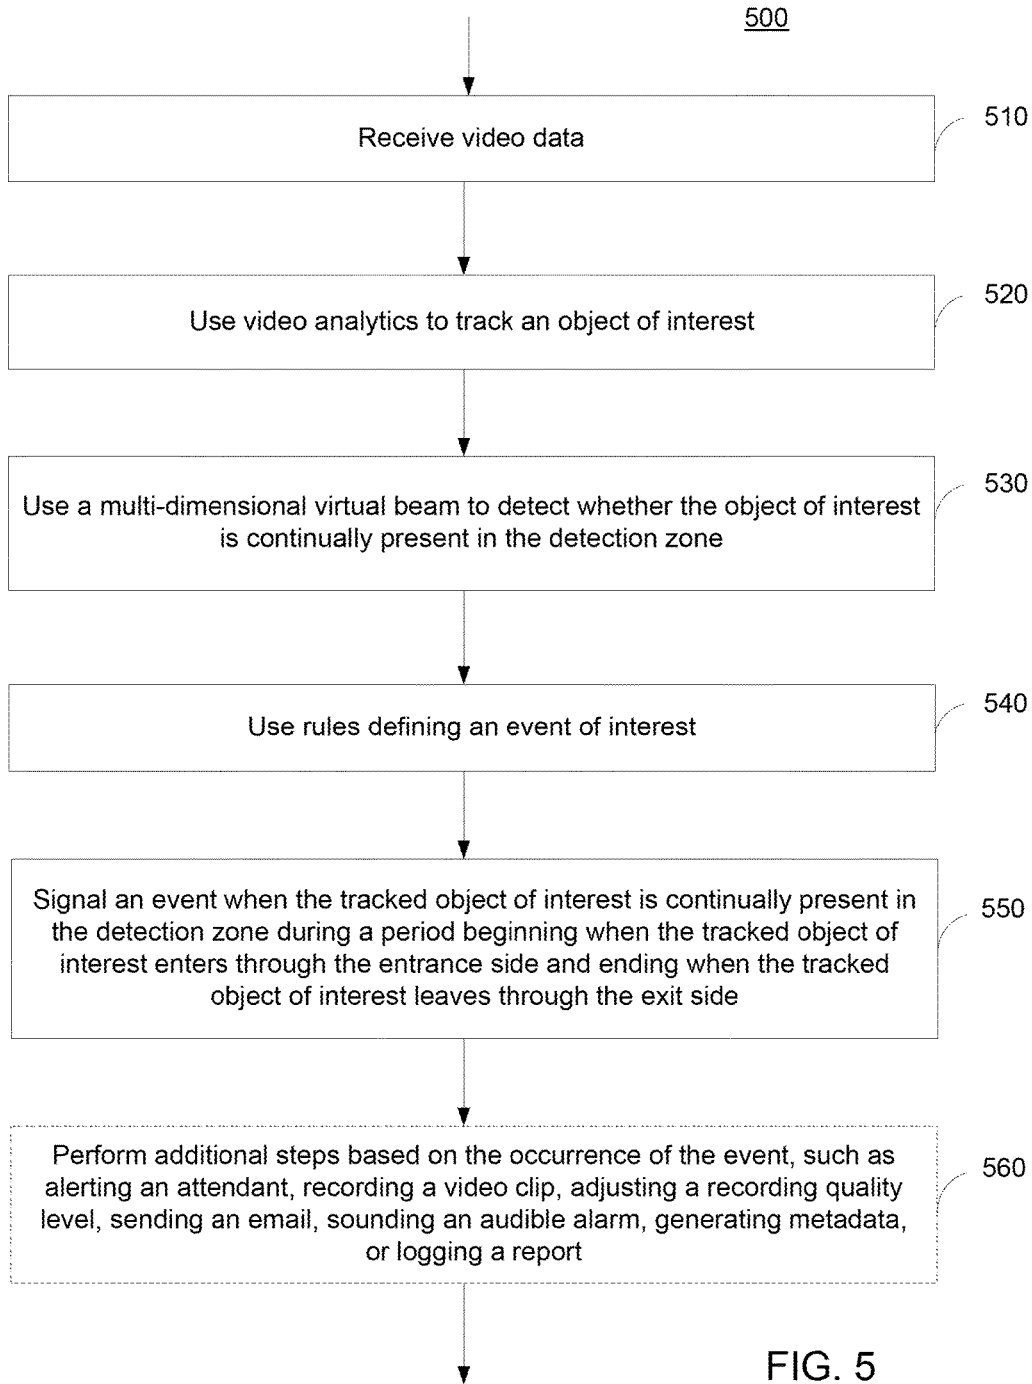 500
Receive video data
510
Use video analytics to track an object of interest
520
Use a multi-dimensional virtual beam to detect whether the object of interest
is continually present in the detection zone
530
Use rules defining an event of interest
540
Signal an event when the tracked object of interest is continually present in
the detection zone during a period beginning when the tracked object of
interest enters through the entrance side and ending when the tracked
object of interest leaves through the exit side
550
Perform additional steps based on the occurrence of the event, such as
alerting an attendant, recording a video clip, adjusting a recording quality
level, sending an email, sounding an audible alarm, generating metadata,
or logging a report
560
FIG. 5